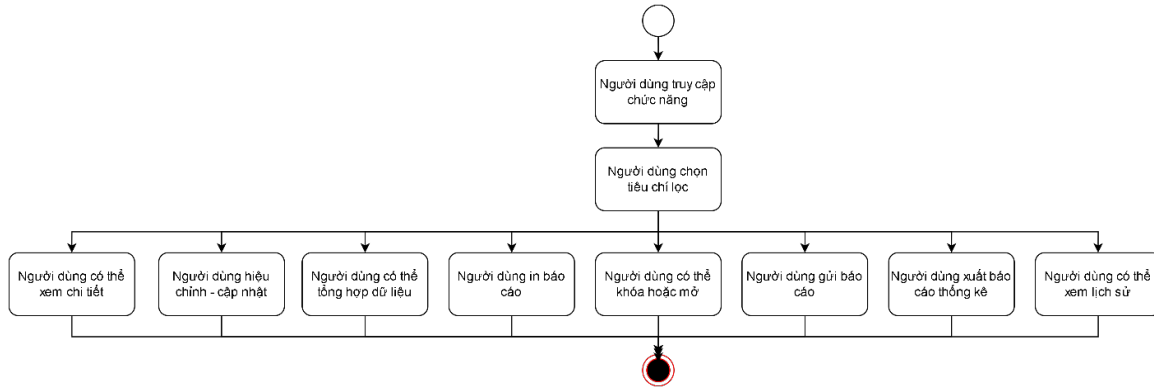 Người dùng truy cập
chức năng
Người dùng chọn
tiêu chí lọc
Người dùng có thể
xem chi tiết
Người dùng hiệu
chỉnh - cập nhật
Người dùng có thể
tổng hợp dữ liệu
Người dùng in báo
cáo
Người dùng có thể
khóa hoặc mở
Người dùng gửi báo
cáo
Người dùng xuất báo
cáo thống kê
Người dùng có thể
xem lịch sử